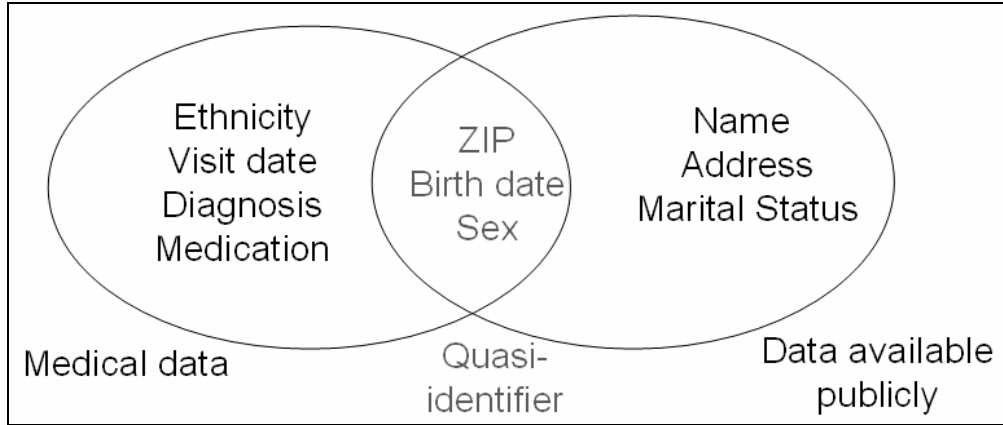 Ethnicity
Visit date
Diagnosis
Medication
ZIP
Birth date
Sex
Name
Address
Marital Status
Medical data
Quasi-
identifier
Data available
publicly